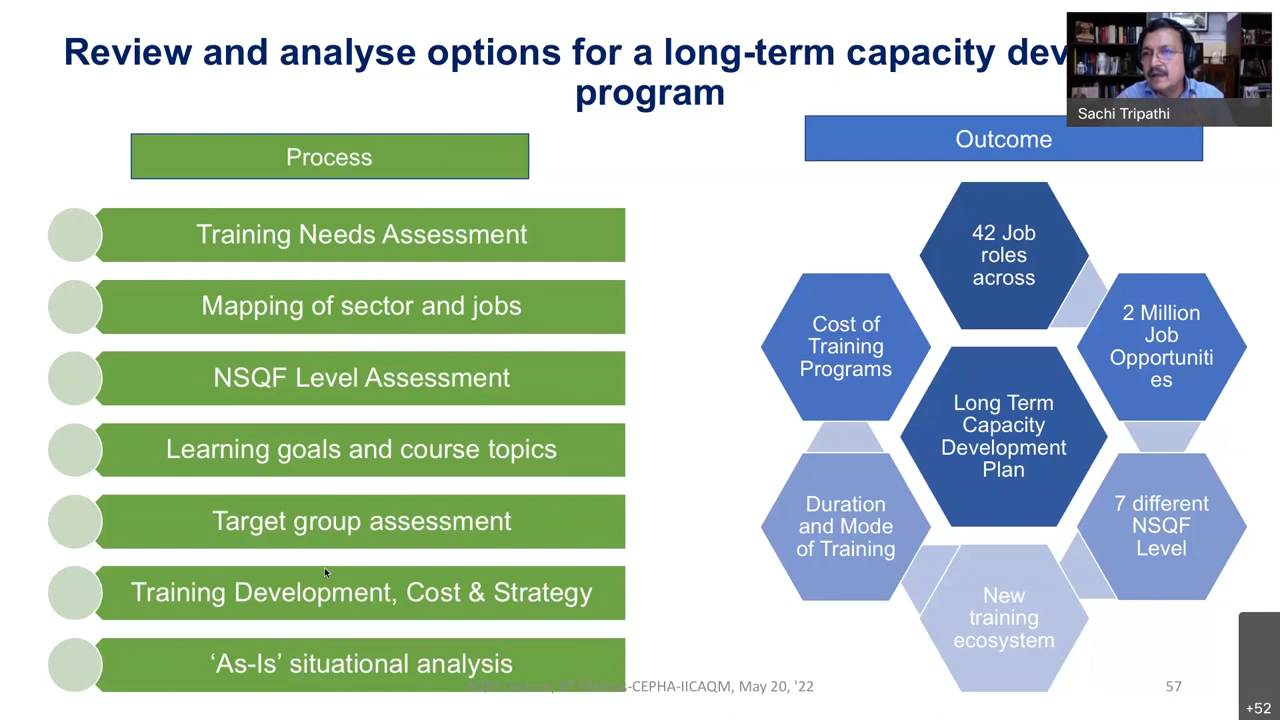 Review and analyse options for a long-term capacity dev
program
Sachi Tripathi
Process
Outcome
Training Needs Assessment
Mapping of sector and jobs
NSQF Level Assessment
Learning goals and course topics
Target group assessment
Training Development, Cost & Strategy
‘As-Is’ situational analysis
42 Job
roles
across
2 Million
Job
Opportuniti
es
Cost of
Training
Programs
Long Term
Capacity
Development
Plan
Duration
and Mode
of Training
7 different
NSQF
Level
New
training
ecosystem
-CEPHA-IICAQM, May 20, '22
57
+52